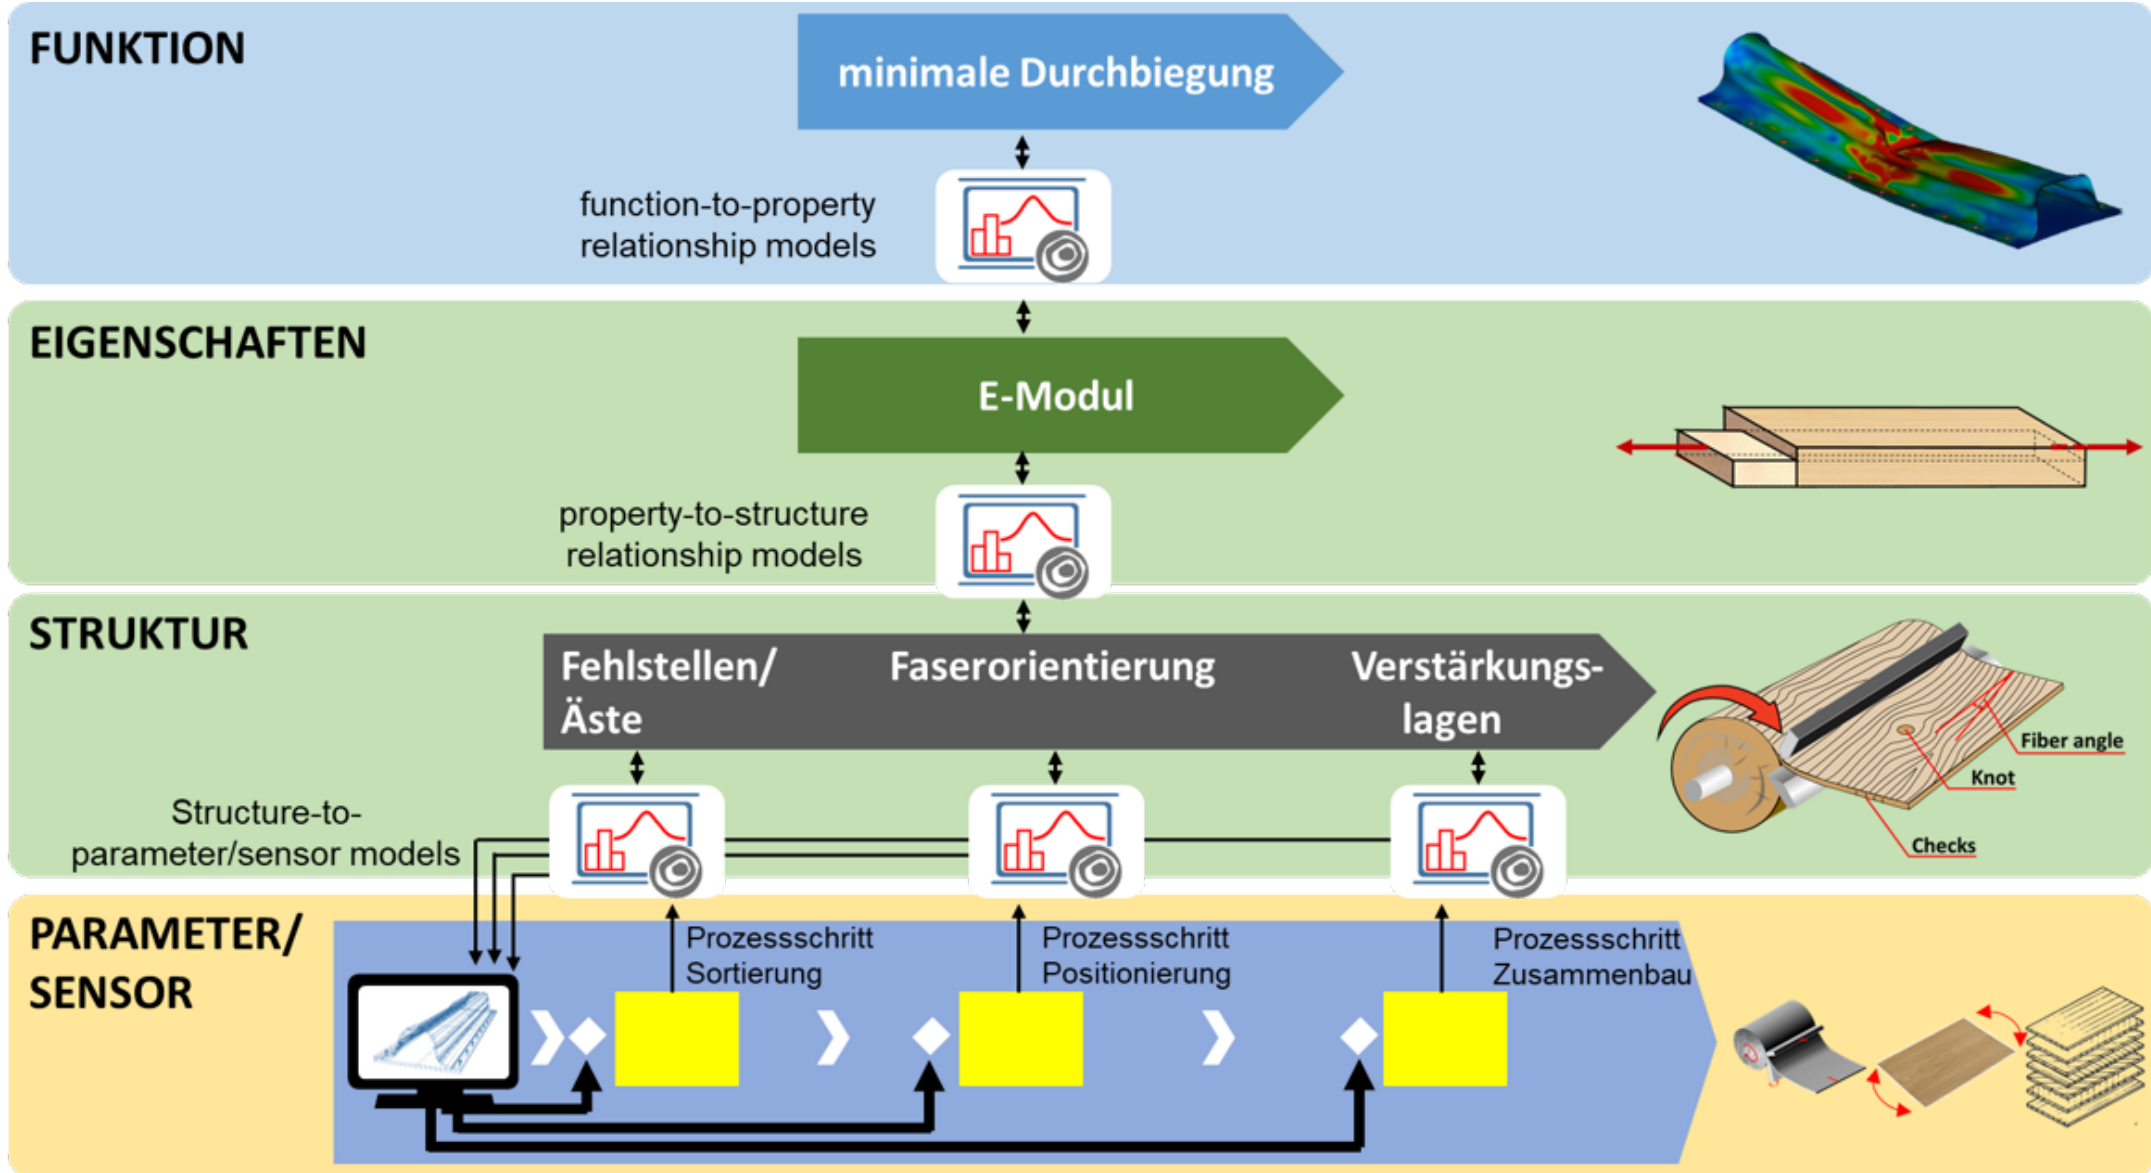 FUNKTION
minimale Durchbiegung
function-to-property
relationship models
EIGENSCHAFTEN
E-Modul
property-to-structure
relationship models
STRUKTUR
Fehlstellen/
Äste
Faserorientierung
Verstärkungs-
lagen
Fiber angle
Knot
Checks
Structure-to-
parameter/sensor models
PARAMETER/
SENSOR
Prozessschritt
Sortierung
Prozessschritt
Positionierung
Prozessschritt
Zusammenbau